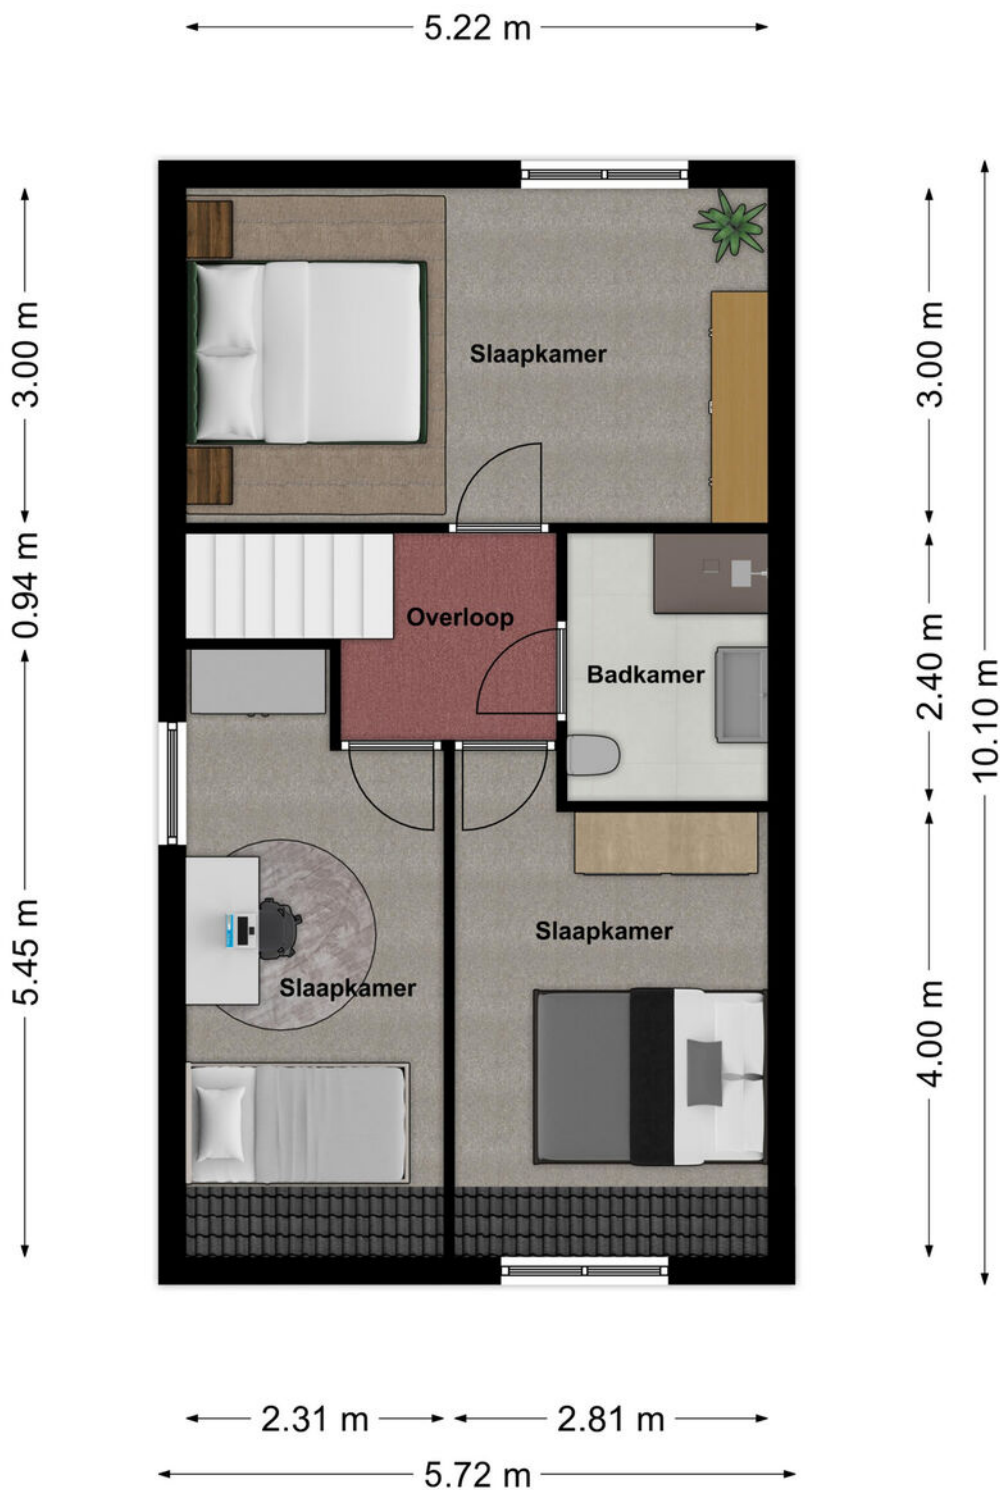 5.22 m
3.00 m
3.00 m
Slaapkamer
0.94 m
Overloop
2.40 m
Badkamer
10.10 m
5.45 m
Slaapkamer
Slaapkamer
4.00 m
2.31 m
2.81 m
5.72 m